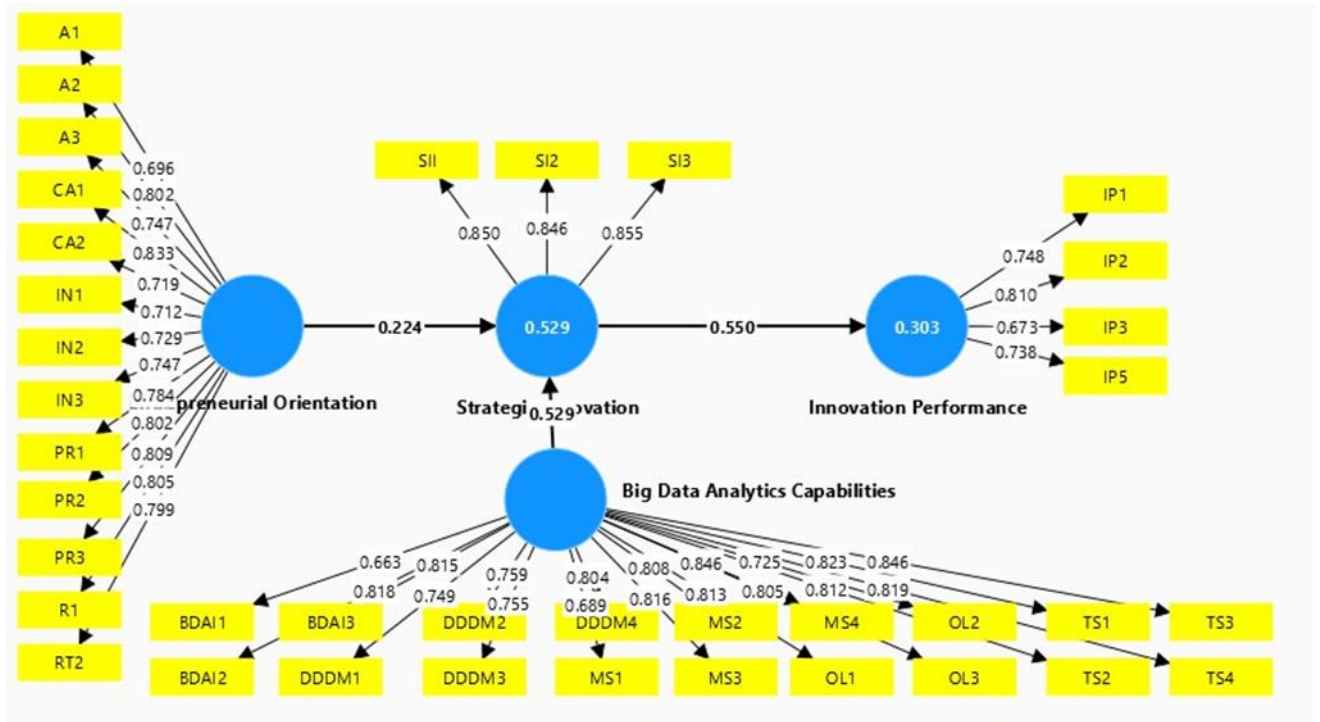 A1
A2
A3
CA1
CA2
IN1
IN2
IN3
PR1
PR2
PR3
R1
RT2
0.696
0.802
0.747
0.833
0.719
0.712
0.729
0.747
0.784
0.802
0.809
0.805
0.799
preneurial Orientation
0.224
SII
SI2
SI3
0.850
0.846
0.855
0.529
Strategi ovation
0.529
0.550
0.303
Innovation Performance
IP1
IP2
IP3
IP5
0.748
0.810
0.673
0.738
Big Data Analytics Capabilities
0.663
0.818
0.815
0.749
0.759
0.755
0.804
0.689
0.808
0.816
0.846
0.813
0.725
0.805
0.823
0.812
0.846
0.819
BDAI1
BDAI3
DDDM2
DDDM4
MS2
MS4
OL2
TS1
TS3
BDAI2
DDDM1
DDDM3
MS1
MS3
OL1
OL3
TS2
TS4